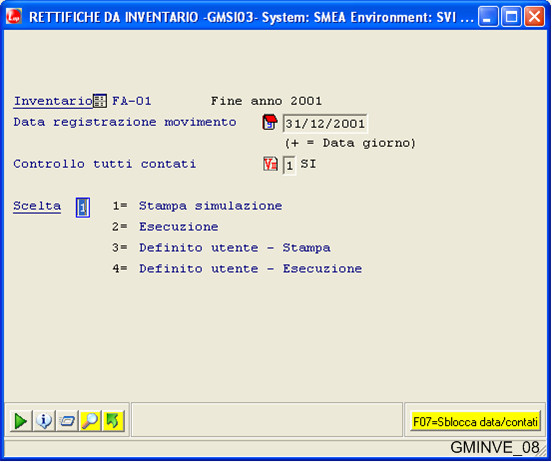 RETTIFICHE DA INVENTARIO -GMSI03- System: SMEA Environment: SVI ...
Inventario FA-01 Fine anno 2001
Data registrazione movimento 31/12/2001
(+ = Data giorno)
Controllo tutti contati 1 SI
Scelta 1 1= Stampa simulazione
2= Esecuzione
3= Definito utente - Stampa
4= Definito utente - Esecuzione
F07=Sblocca data/contati
GMINVE_08